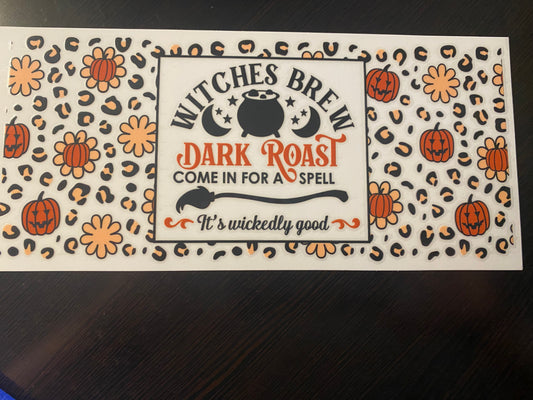 WITCHES BREW
DARK ROAST
COME IN FOR A SPELL
It's wickedly good